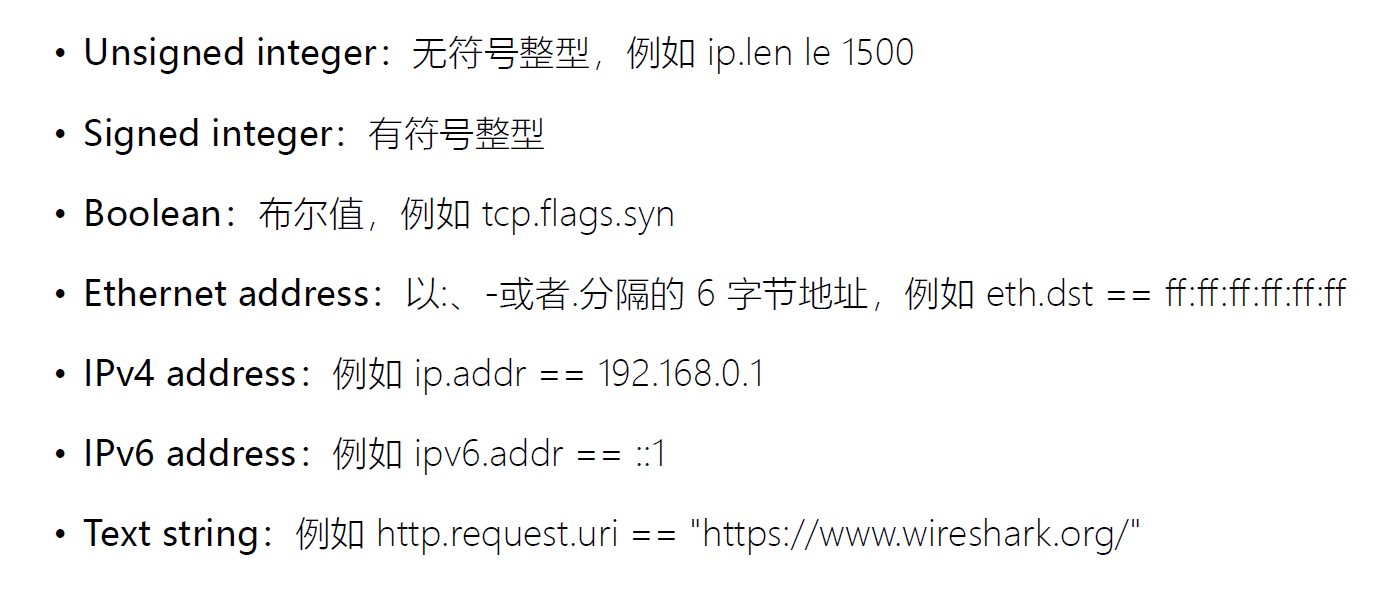 • Unsigned integer：无符号整型，例如 ip.len le 1500
• Signed integer：有符号整型
• Boolean：布尔值，例如 tcp.flags.syn
• Ethernet address：以:、-或者.分隔的 6 字节地址，例如 eth.dst == ff:ff:ff:ff:ff:ff
• IPv4 address：例如 ip.addr == 192.168.0.1
• IPv6 address：例如 ipv6.addr == ::1
• Text string：例如 http.request.uri == "https://www.wireshark.org/"